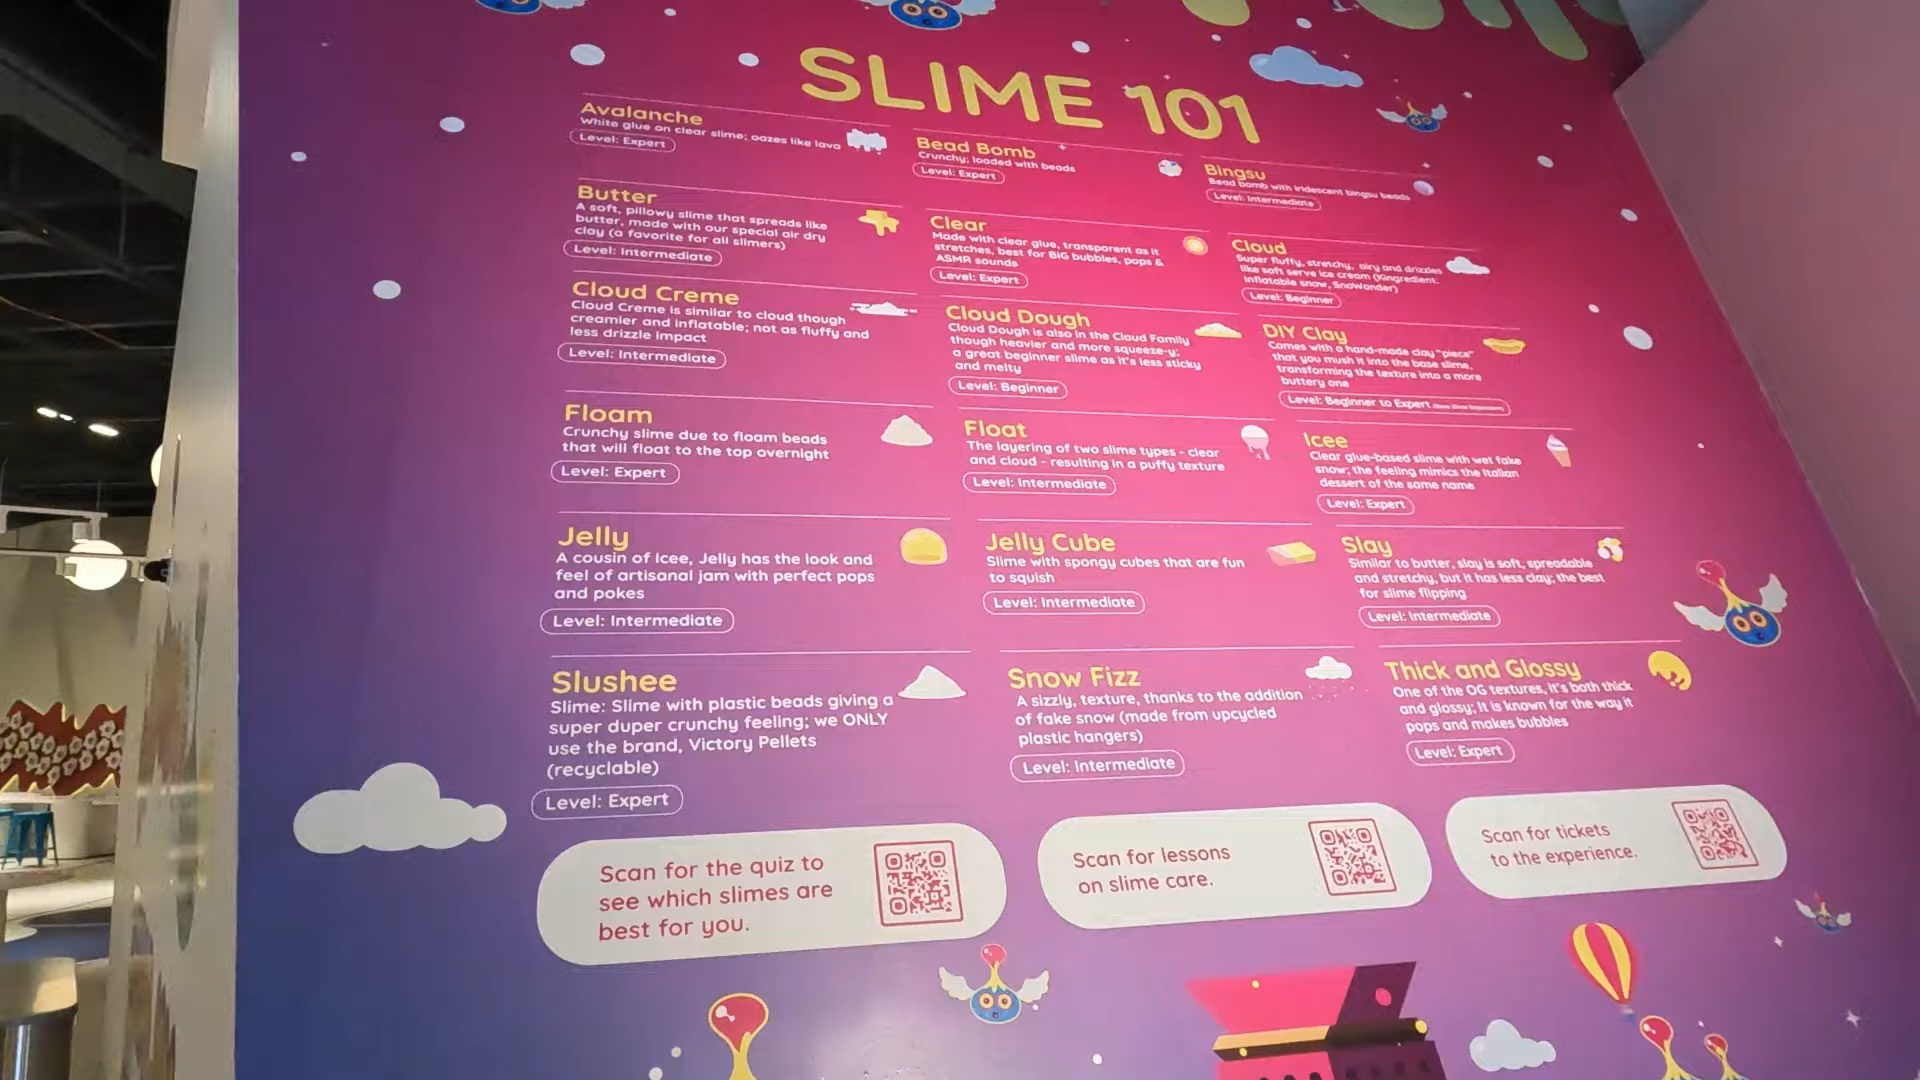 SLIME 101
Avalanche
White glue on clear slime; oozes like lava
Level: Expert
Bead Bomb
Crunchy; loaded with beads
Level: Expert
Bingsu
Bead bomb with iridescent bingsu beads
Level: Intermediate
Butter
A soft, pillowy slime that spreads like
butter, made with our special air dry
clay (a favorite for all slimers)
Level: Intermediate
Clear
Made with clear glue, transparent as it
stretches, best for BIG bubbles, pops &
ASMR sounds
Level: Expert
Cloud
Super fluffy, stretchy, airy and drizzles
like soft serve ice cream (Kingredient:
inflatable snow, SnoWonder)
Level: Beginner
Cloud Creme
Cloud Creme is similar to cloud though
creamier and inflatable; not as fluffy and
less drizzle impact
Level: Intermediate
Cloud Dough
Cloud Dough is also in the Cloud Family
though heavier and more squeeze-y;
a great beginner slime as it's less sticky
and melty
Level: Beginner
DIY Clay
Comes with a hand-made clay "piece"
that you mush it into the base slime,
transforming the texture into a more
buttery one
Level: Beginner to Expert
Floam
Crunchy slime due to floam beads
that will float to the top overnight
Level: Expert
Float
The layering of two slime types - clear
and cloud - resulting in a puffy texture
Level: Intermediate
Icee
Clear glue-based slime with wet fake
snow; the feeling mimics the Italian
dessert of the same name
Level: Expert
Jelly
A cousin of Icee, Jelly has the look and
feel of artisanal jam with perfect pops
and pokes
Level: Intermediate
Jelly Cube
Slime with spongy cubes that are fun
to squish
Level: Intermediate
Slay
Similar to butter, slay is soft, spreadable
and stretchy, but it has less clay; the best
for slime flipping
Level: Intermediate
Slushee
Slime: Slime with plastic beads giving a
super duper crunchy feeling; we ONLY
use the brand, Victory Pellets
(recyclable)
Level: Expert
Snow Fizz
A sizzly, texture, thanks to the addition
of fake snow (made from upcycled
plastic hangers)
Level: Intermediate
Thick and Glossy
One of the OG textures, it's both thick
and glossy; It is known for the way it
pops and makes bubbles
Level: Expert
Scan for the quiz to
see which slimes are
best for you.
Scan for lessons
on slime care.
Scan for tickets
to the experience.